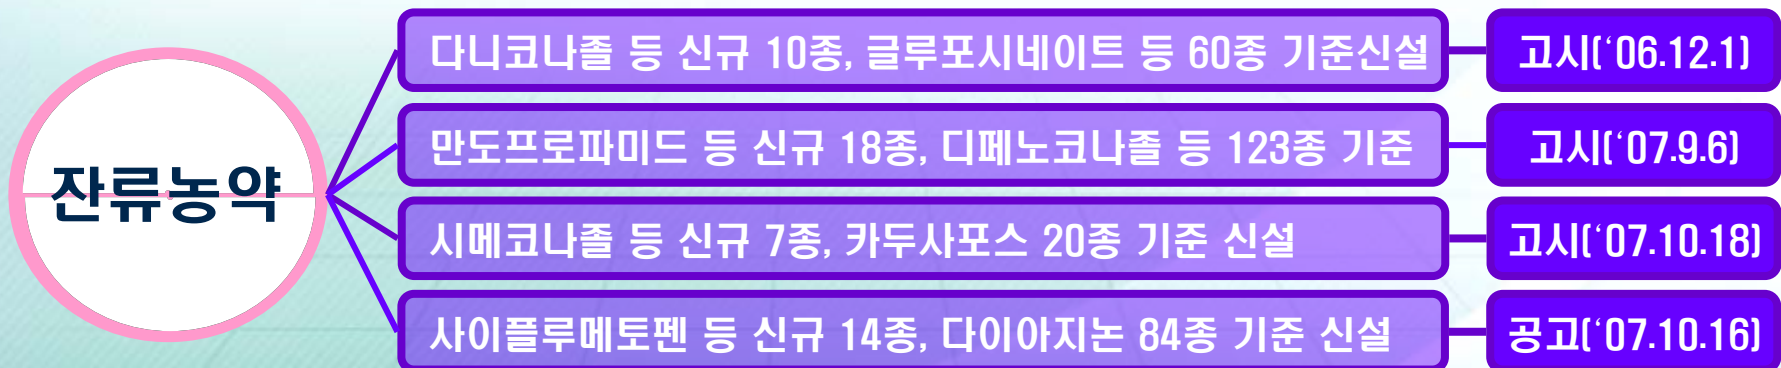 잔류농약
다니코나졸 등 신규 10종, 글루포시네이트 등 60종 기준신설
고시(‘06.12.1)
만도프로파미드 등 신규 18종, 디페노코나졸 등 123종 기준
고시(‘07.9.6)
시메코나졸 등 신규 7종, 카두사포스 20종 기준 신설
고시(‘07.10.18)
사이플루메토펜 등 신규 14종, 다이아지논 84종 기준 신설
공고(‘07.10.16)